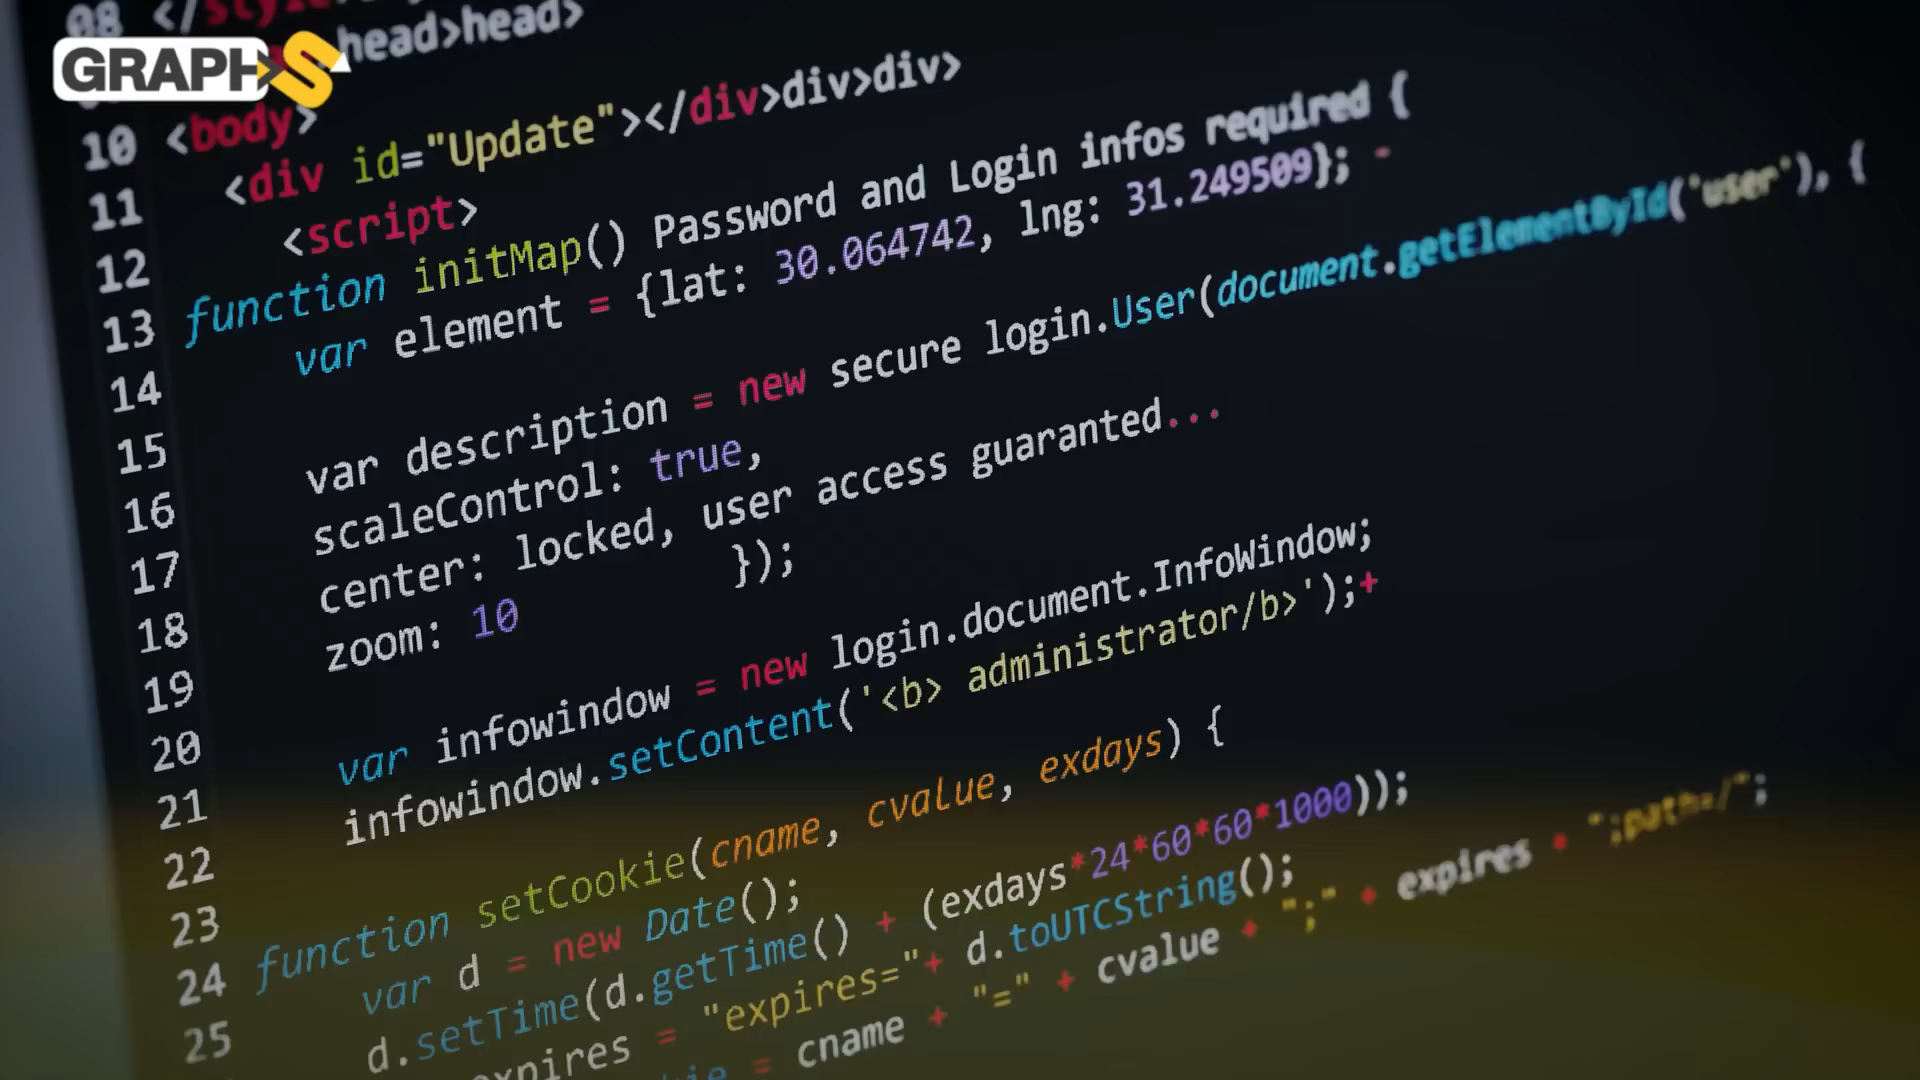 08 </style
GRAPHS
head>head>
10 <body>
11 <div id="Update"></div>div>div>
12 <script>
13 function initMap() Password and Login infos required {
14 var element = {lat: 30.064742, lng: 31.249509}; -
15
16 var description = new secure login.User(document.getElementById('user'), {
17 scaleControl: true,
18 center: locked, user access guaranted...
19 zoom: 10 });
20
21 var infowindow = new login.document.InfoWindow;
22 infowindow.setContent('<b> administrator/b>');+
23
24 function setCookie(cname, cvalue, exdays) {
25 var d = new Date();
d.setTime(d.getTime() + (exdays*24*60*60*1000));
expires = "expires="+ d.toUTCString();
= cname + "=" + cvalue + ";" + expires + ";path=/";